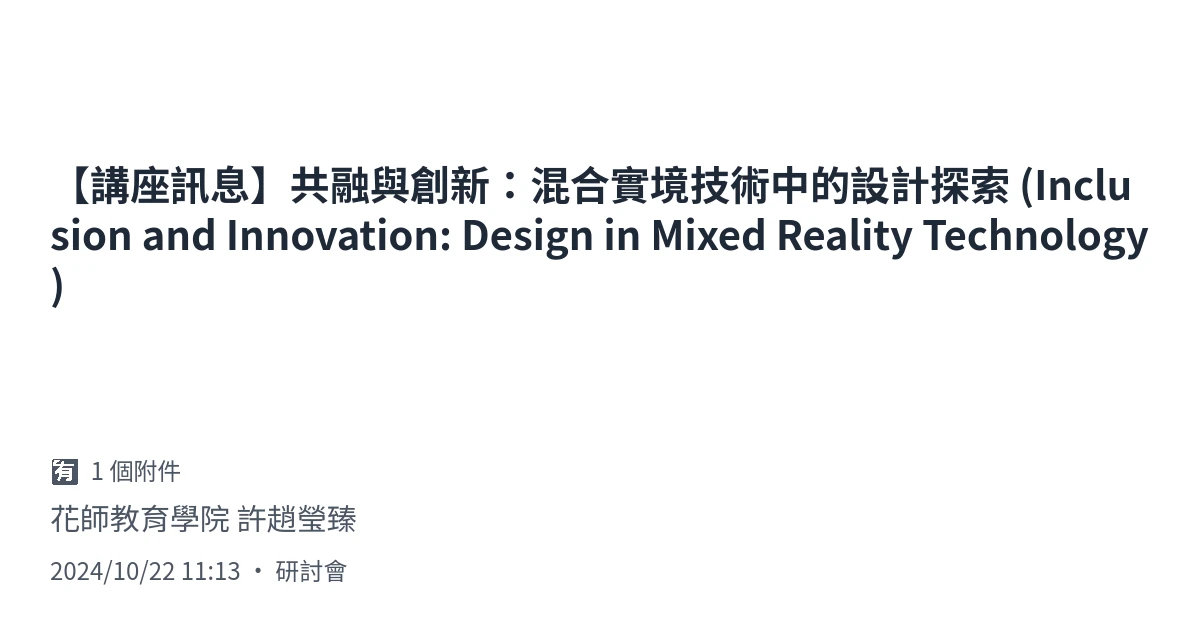 【講座訊息】共融與創新：混合實境技術中的設計探索 (Inclu
sion and Innovation: Design in Mixed Reality Technology
)
有 1 個附件
花師教育學院 許趙瑩臻
2024/10/22 11:13 • 研討會